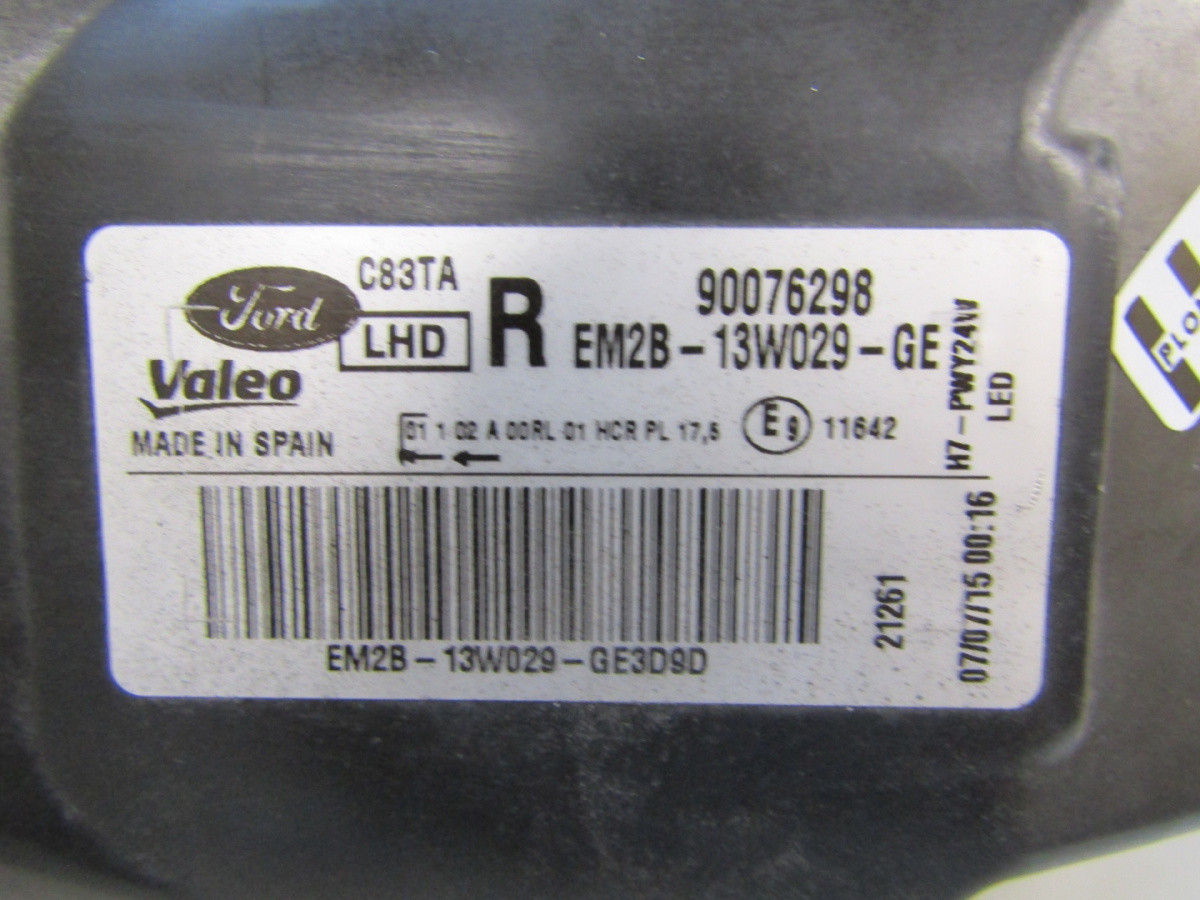 Ford
C83TA
LHD
R
90076298
EM2B-13W029-GE
Valeo
MADE IN SPAIN
01 1 02 A 00RL 01 HCR PL 17,5
E9
11642
H7-PWY24W
LED
EM2B-13W029-GE3D9D
21261
07/07/15 00:16